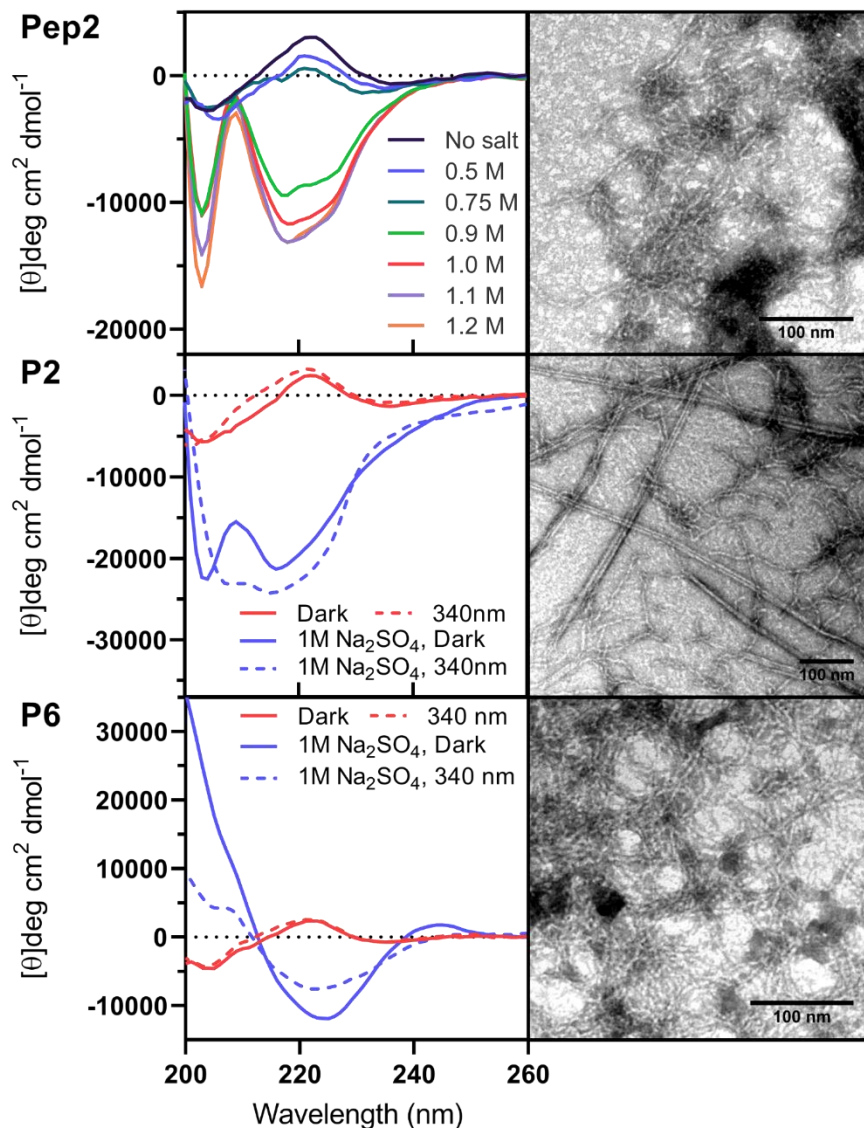 Pep2
0
-10000
-20000
[θ]deg cm² dmol⁻¹
No salt
0.5 M
0.75 M
0.9 M
1.0 M
1.1 M
1.2 M
100 nm
P2
0
-10000
-20000
-30000
[θ]deg cm² dmol⁻¹
Dark 340nm
1M Na₂SO₄, Dark
1M Na₂SO₄, 340nm
100 nm
P6
30000
20000
10000
0
-10000
[θ]deg cm² dmol⁻¹
Dark 340 nm
1M Na₂SO₄, Dark
1M Na₂SO₄, 340 nm
100 nm
200 220 240 260
Wavelength (nm)